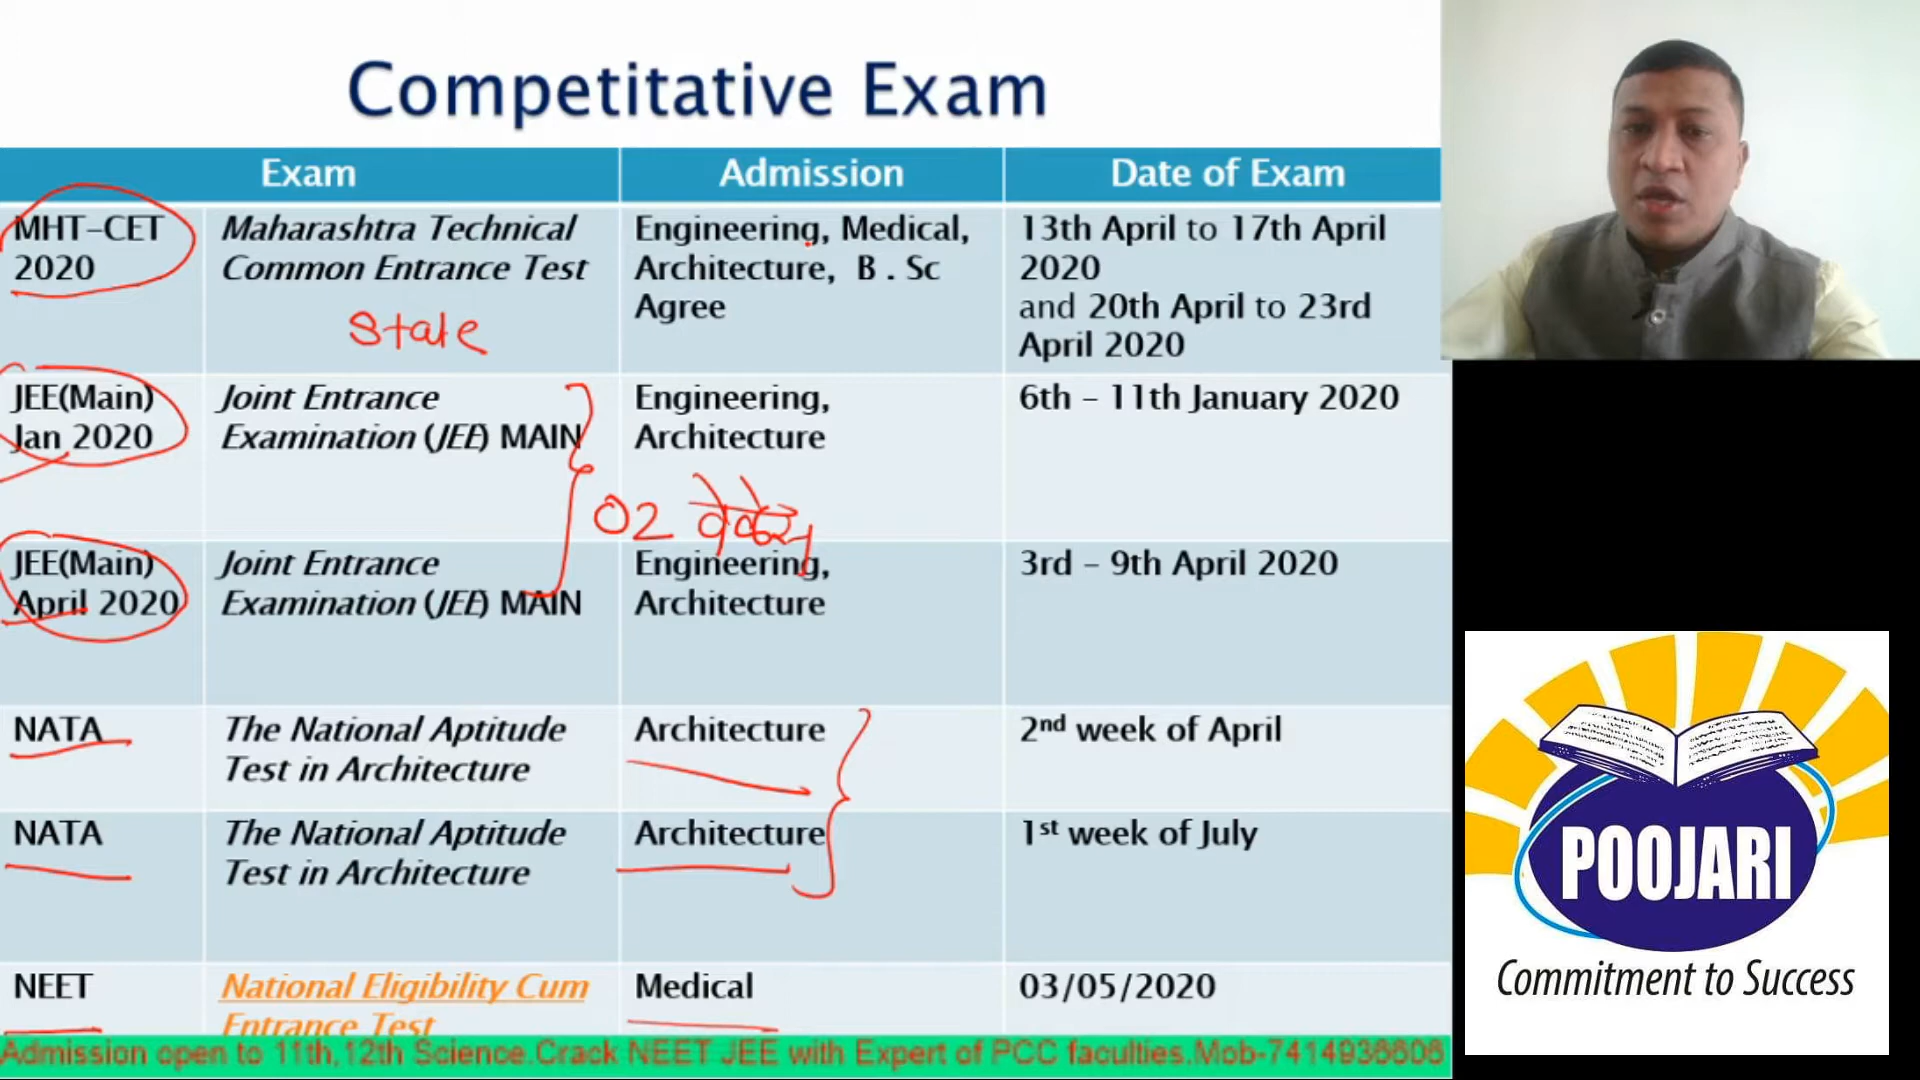 Competitative Exam
Exam Admission Date of Exam
MHT-CET
2020
Maharashtra Technical
Common Entrance Test
State
Engineering, Medical,
Architecture, B . Sc
Agree
13th April to 17th April
2020
and 20th April to 23rd
April 2020
JEE(Main)
Jan 2020
Joint Entrance
Examination (JEE) MAIN
Engineering,
Architecture
6th - 11th January 2020
02
JEE(Main)
April 2020
Joint Entrance
Examination (JEE) MAIN
Engineering,
Architecture
3rd - 9th April 2020
NATA
The National Aptitude
Test in Architecture
Architecture
2nd week of April
NATA
The National Aptitude
Test in Architecture
Architecture
1st week of July
NEET
National Eligibility Cum
Entrance Test
Medical
03/05/2020
Admission open to 11th,12th Science.Crack NEET JEE with Expert of PCC faculties.Mob-7414936606
POOJARI
Commitment to Success